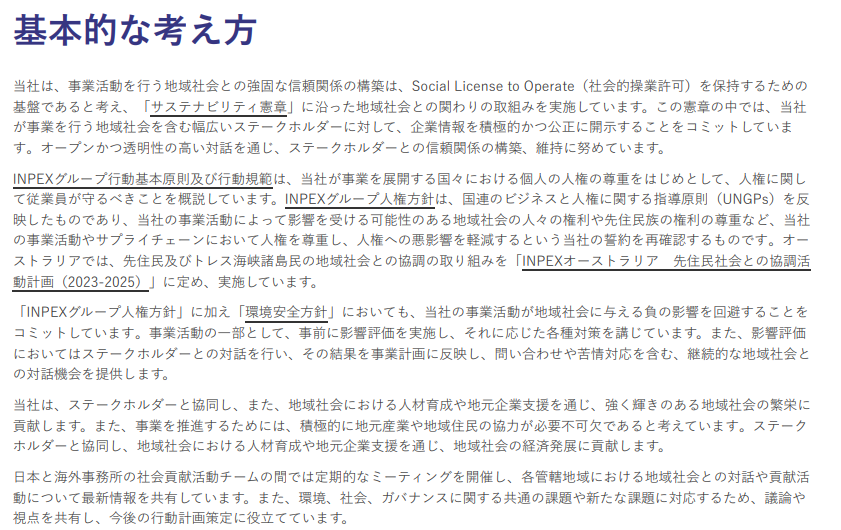 基本的な考え方
当社は、事業活動を行う地域社会との強固な信頼関係の構築は、Social License to Operate（社会的操業許可）を保持するための
基盤であると考え、「サステナビリティ憲章」に沿った地域社会との関わりの取組みを実施しています。この憲章の中では、当社
が事業を行う地域社会を含む幅広いステークホルダーに対して、企業情報を積極的かつ公正に開示することをコミットしていま
す。オープンかつ透明性の高い対話を通じ、ステークホルダーとの信頼関係の構築、維持に努めています。
INPEXグループ行動基本原則及び行動規範は、当社が事業を展開する国々における個人の人権の尊重をはじめとして、人権に関し
て従業員が守るべきことを概説しています。INPEXグループ人権方針は、国連のビジネスと人権に関する指導原則（UNGPs）を反
映したものであり、当社の事業活動によって影響を受ける可能性のある地域社会の人々の権利や先住民族の権利の尊重など、当社
の事業活動やサプライチェーンにおいて人権を尊重し、人権への悪影響を軽減するという当社の誓約を再確認するものです。オー
ストラリアでは、先住民及びトレス海峡諸島民の地域社会との協調の取り組みを「INPEXオーストラリア　先住民社会との協調活
動計画（2023-2025）」に定め、実施しています。
「INPEXグループ人権方針」に加え「環境安全方針」においても、当社の事業活動が地域社会に与える負の影響を回避することを
コミットしています。事業活動の一部として、事前に影響評価を実施し、それに応じた各種対策を講じています。また、影響評価
においてはステークホルダーとの対話を行い、その結果を事業計画に反映し、問い合わせや苦情対応を含む、継続的な地域社会と
の対話機会を提供します。
当社は、ステークホルダーと協同し、また、地域社会における人材育成や地元企業支援を通じ、強く輝きのある地域社会の繁栄に
貢献します。また、事業を推進するためには、積極的に地元産業や地域住民の協力が必要不可欠であると考えています。ステーク
ホルダーと協同し、地域社会における人材育成や地元企業支援を通じ、地域社会の経済発展に貢献します。
日本と海外事務所の社会貢献活動チームの間では定期的なミーティングを開催し、各管轄地域における地域社会との対話や貢献活
動について最新情報を共有しています。また、環境、社会、ガバナンスに関する共通の課題や新たな課題に対応するため、議論や
視点を共有し、今後の行動計画策定に役立てています。